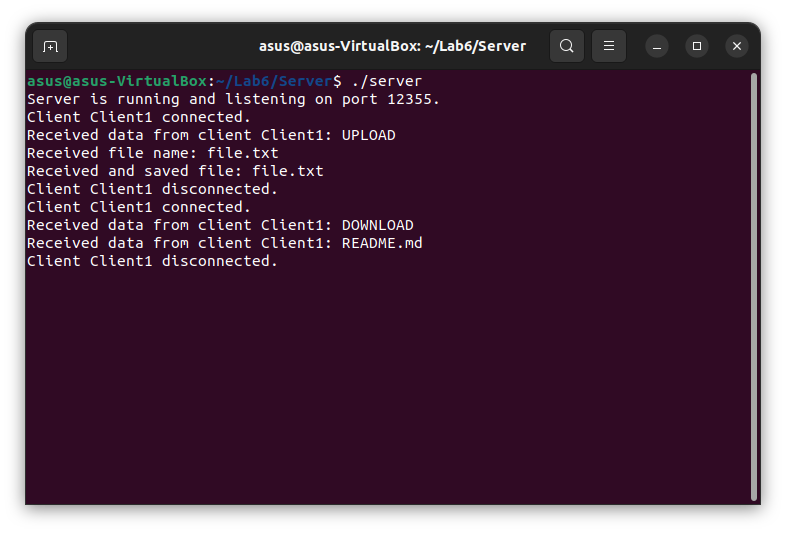 asus@asus-VirtualBox: ~/Lab6/Server
asus@asus-VirtualBox:~/Lab6/Server$ ./server
Server is running and listening on port 12355.
Client Client1 connected.
Received data from client Client1: UPLOAD
Received file name: file.txt
Received and saved file: file.txt
Client Client1 disconnected.
Client Client1 connected.
Received data from client Client1: DOWNLOAD
Received data from client Client1: README.md
Client Client1 disconnected.